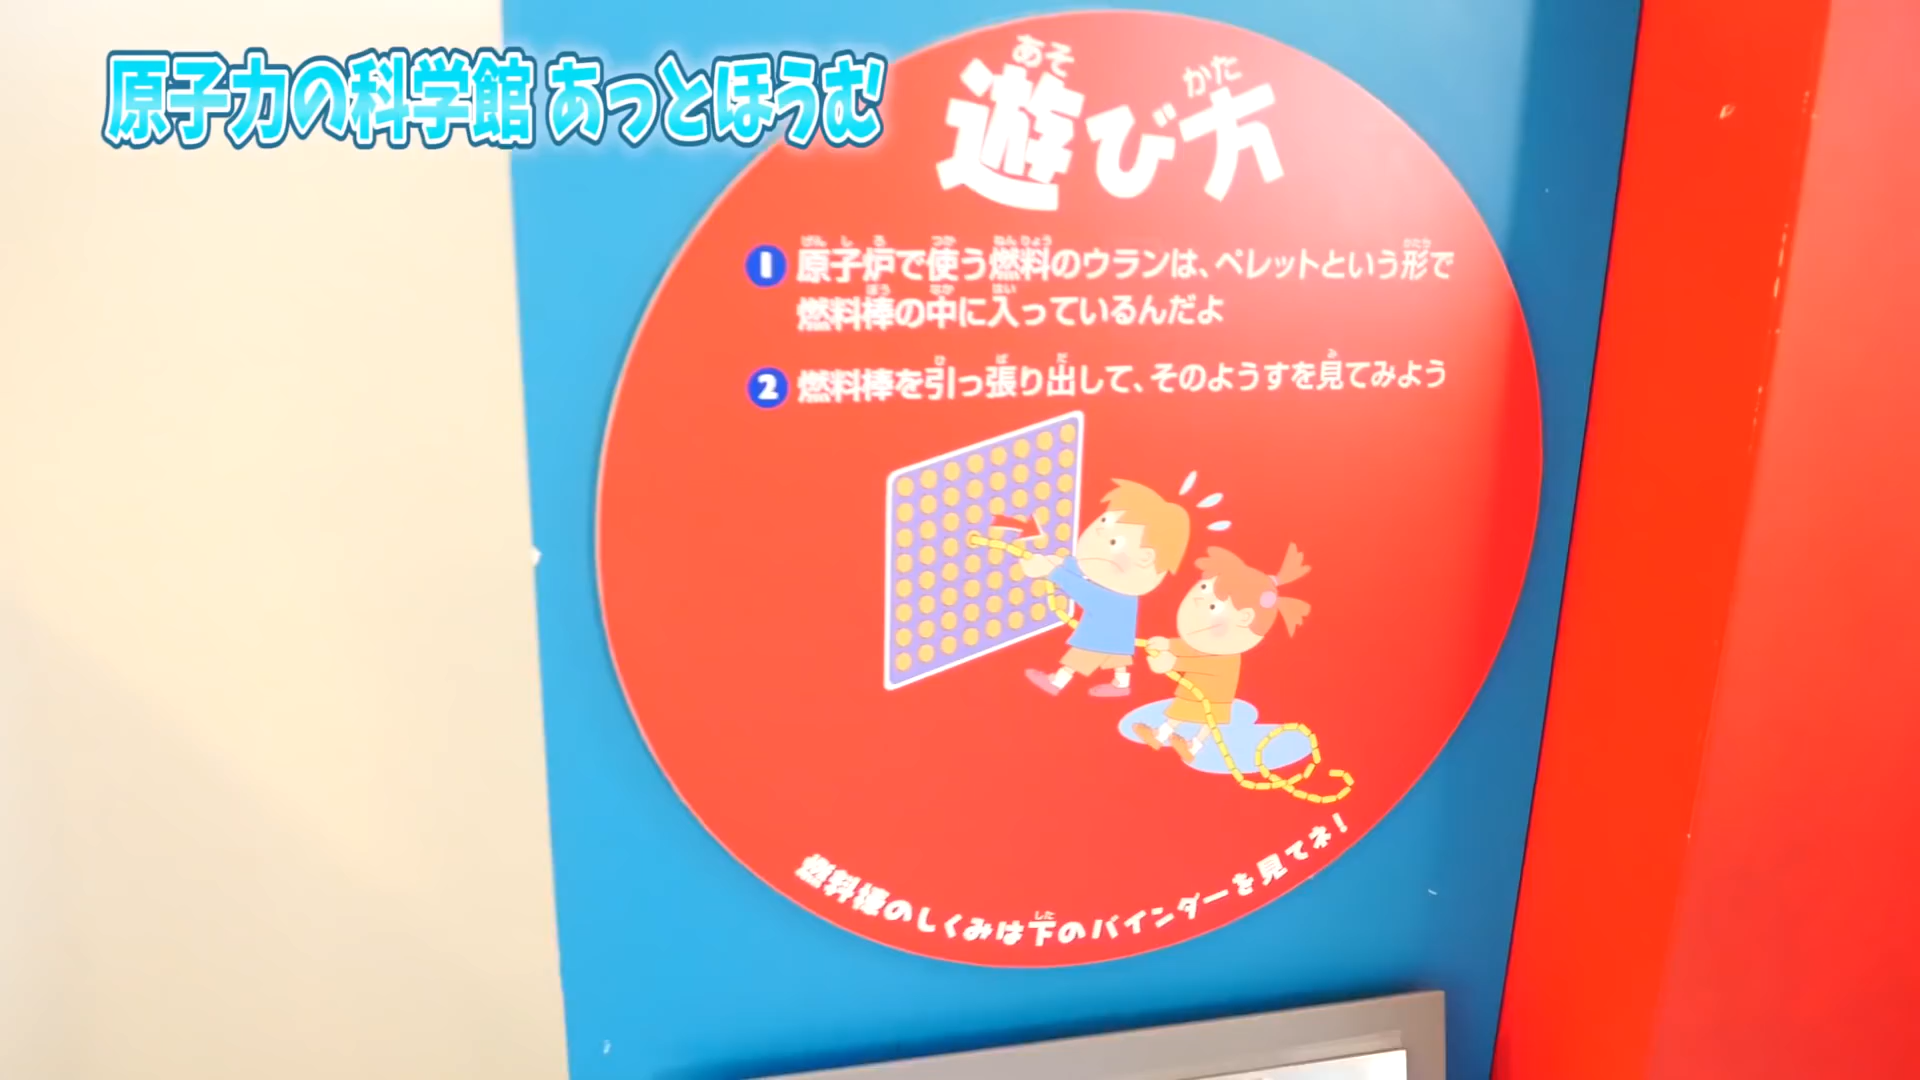 原子力の科学館 あっとほうむ
遊び方
1 原子炉で使う燃料のウランは、ペレットという形で
燃料棒の中に入っているんだよ
2 燃料棒を引っ張り出して、そのようすを見てみよう
燃料棒のしくみは下のバインダーを見てネ!